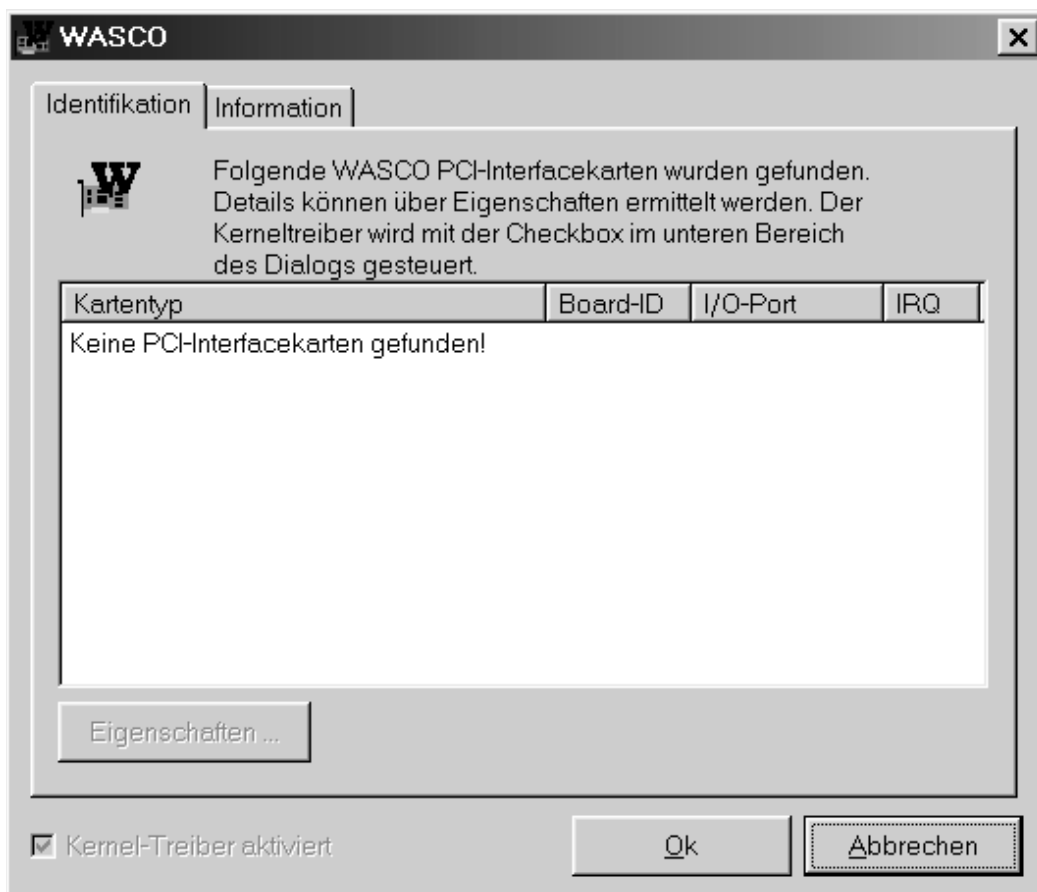 WASCO
Identifikation
Information
W
Folgende WASCO PCI-Interfacekarten wurden gefunden.
Details können über Eigenschaften ermittelt werden. Der
Kerneltreiber wird mit der Checkbox im unteren Bereich
des Dialogs gesteuert.
Kartentyp Board-ID I/O-Port IRQ
Keine PCI-Interfacekarten gefunden!
Eigenschaften ...
Kernel-Treiber aktiviert
Ok
Abbrechen